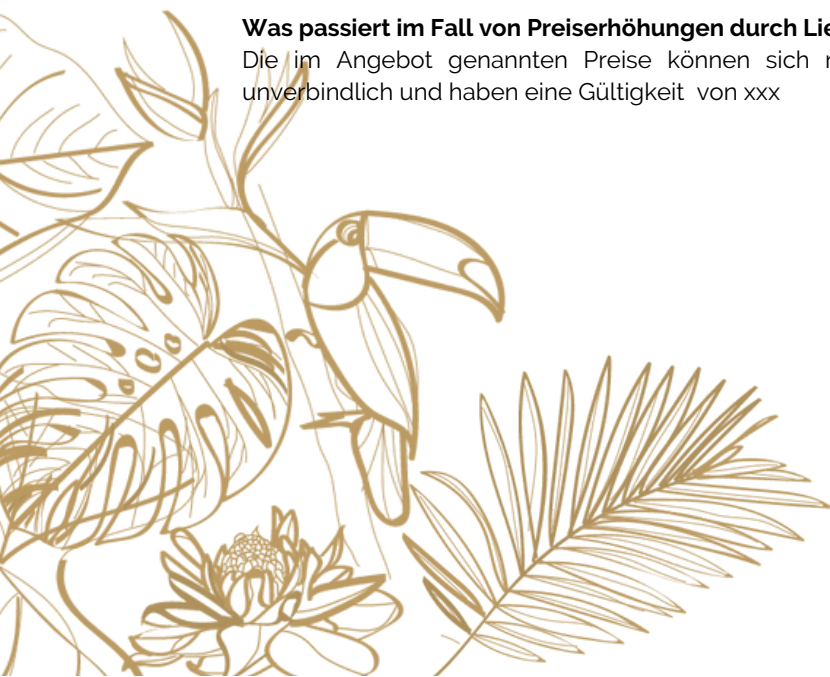 Was passiert im Fall von Preiserhöhungen durch
Die im Angebot genannten Preise können sich
unverbindlich und haben eine Gültigkeit von xxx